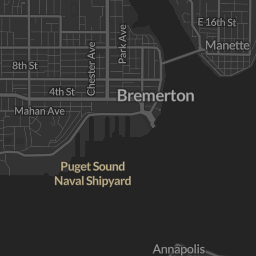 E 16th St
Manette
Park Ave
Chester Ave
8th St
4th St
Bremerton
Mahan Ave
Puget Sound
Naval Shipyard
Annapolis